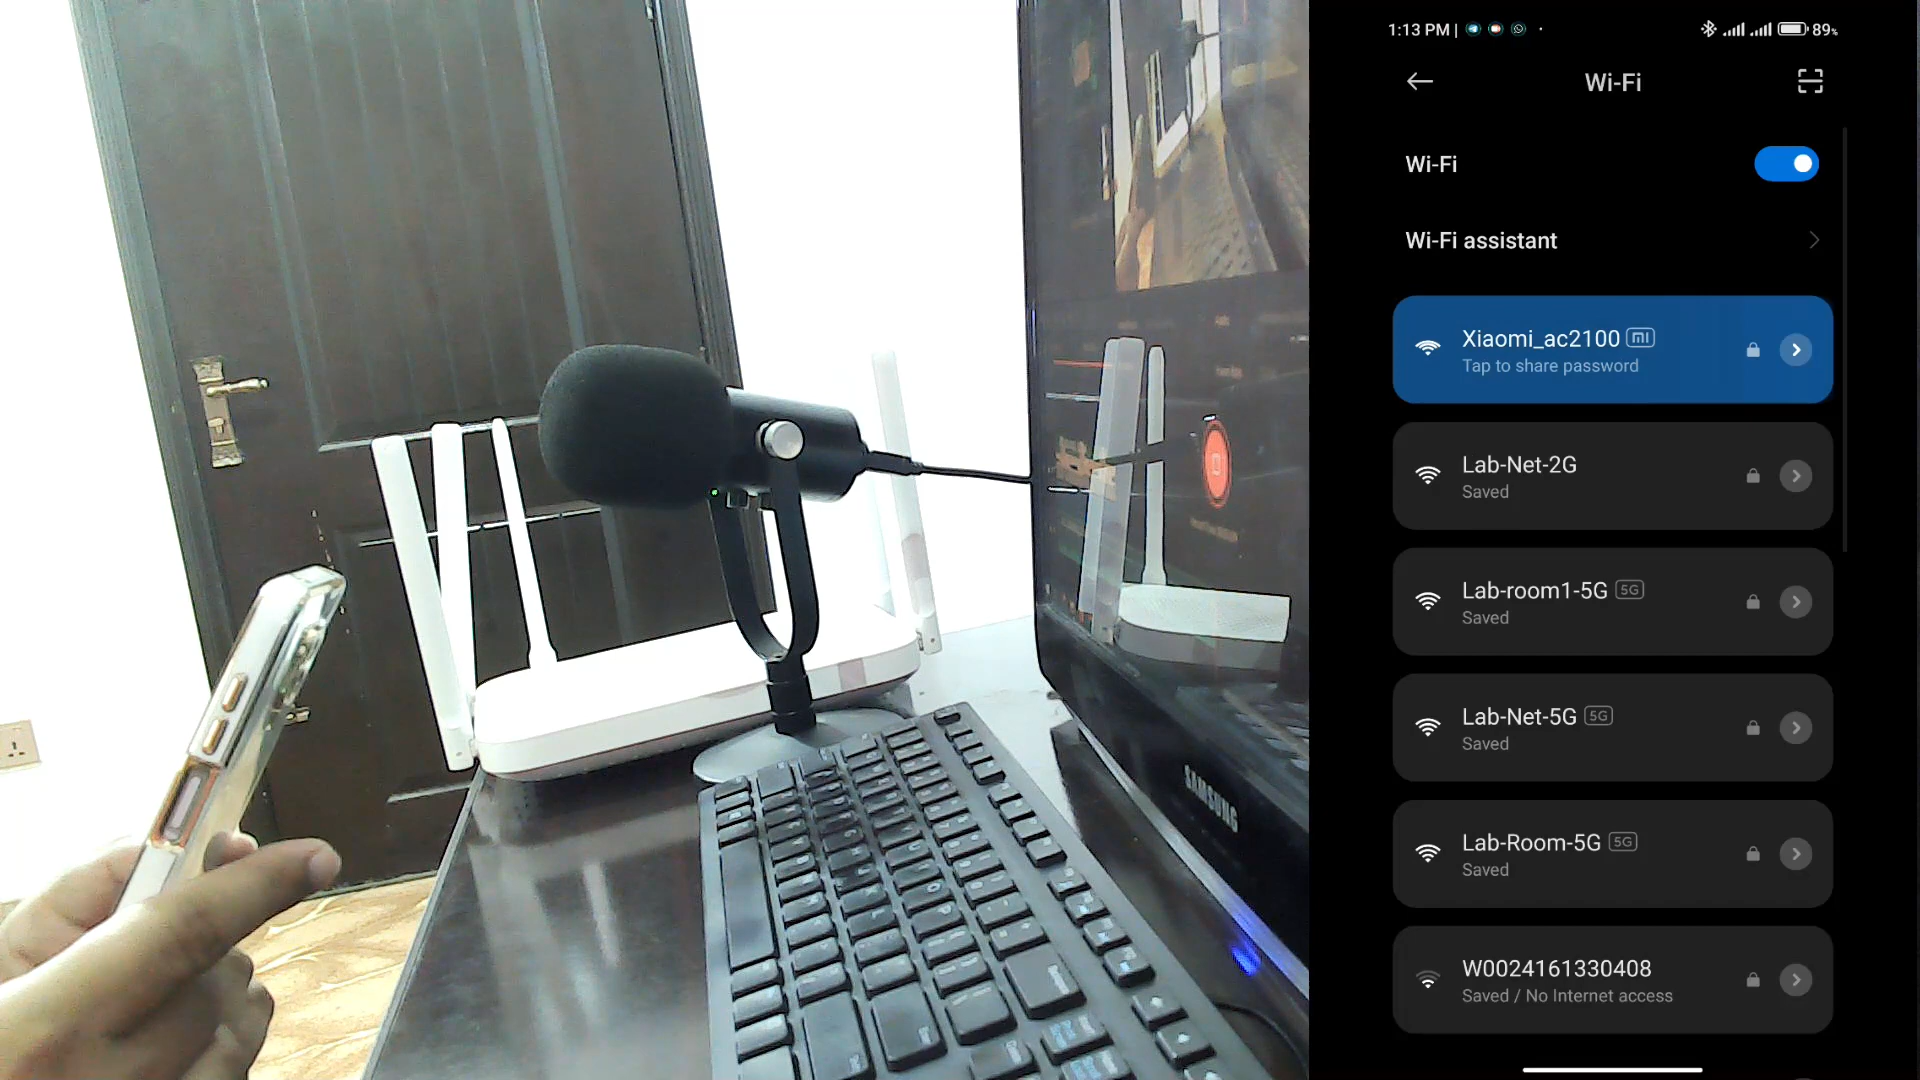 1:13 PM |
89%
Wi-Fi
Wi-Fi
Wi-Fi assistant
Xiaomi_ac2100 mi
Tap to share password
Lab-Net-2G
Saved
Lab-room1-5G 5G
Saved
Lab-Net-5G 5G
Saved
Lab-Room-5G 5G
Saved
W0024161330408
Saved / No Internet access
SAMSUNG